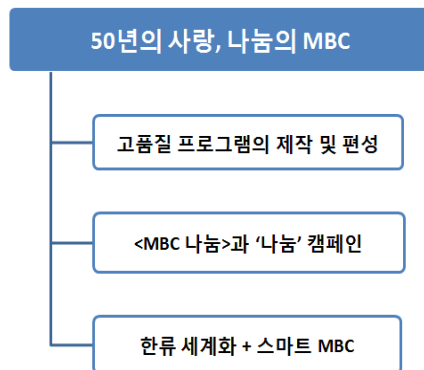 50년의 사랑, 나눔의 MBC
고품질 프로그램의 제작 및 편성
<MBC 나눔>과 ‘나눔’ 캠페인
한류 세계화 + 스마트 MBC